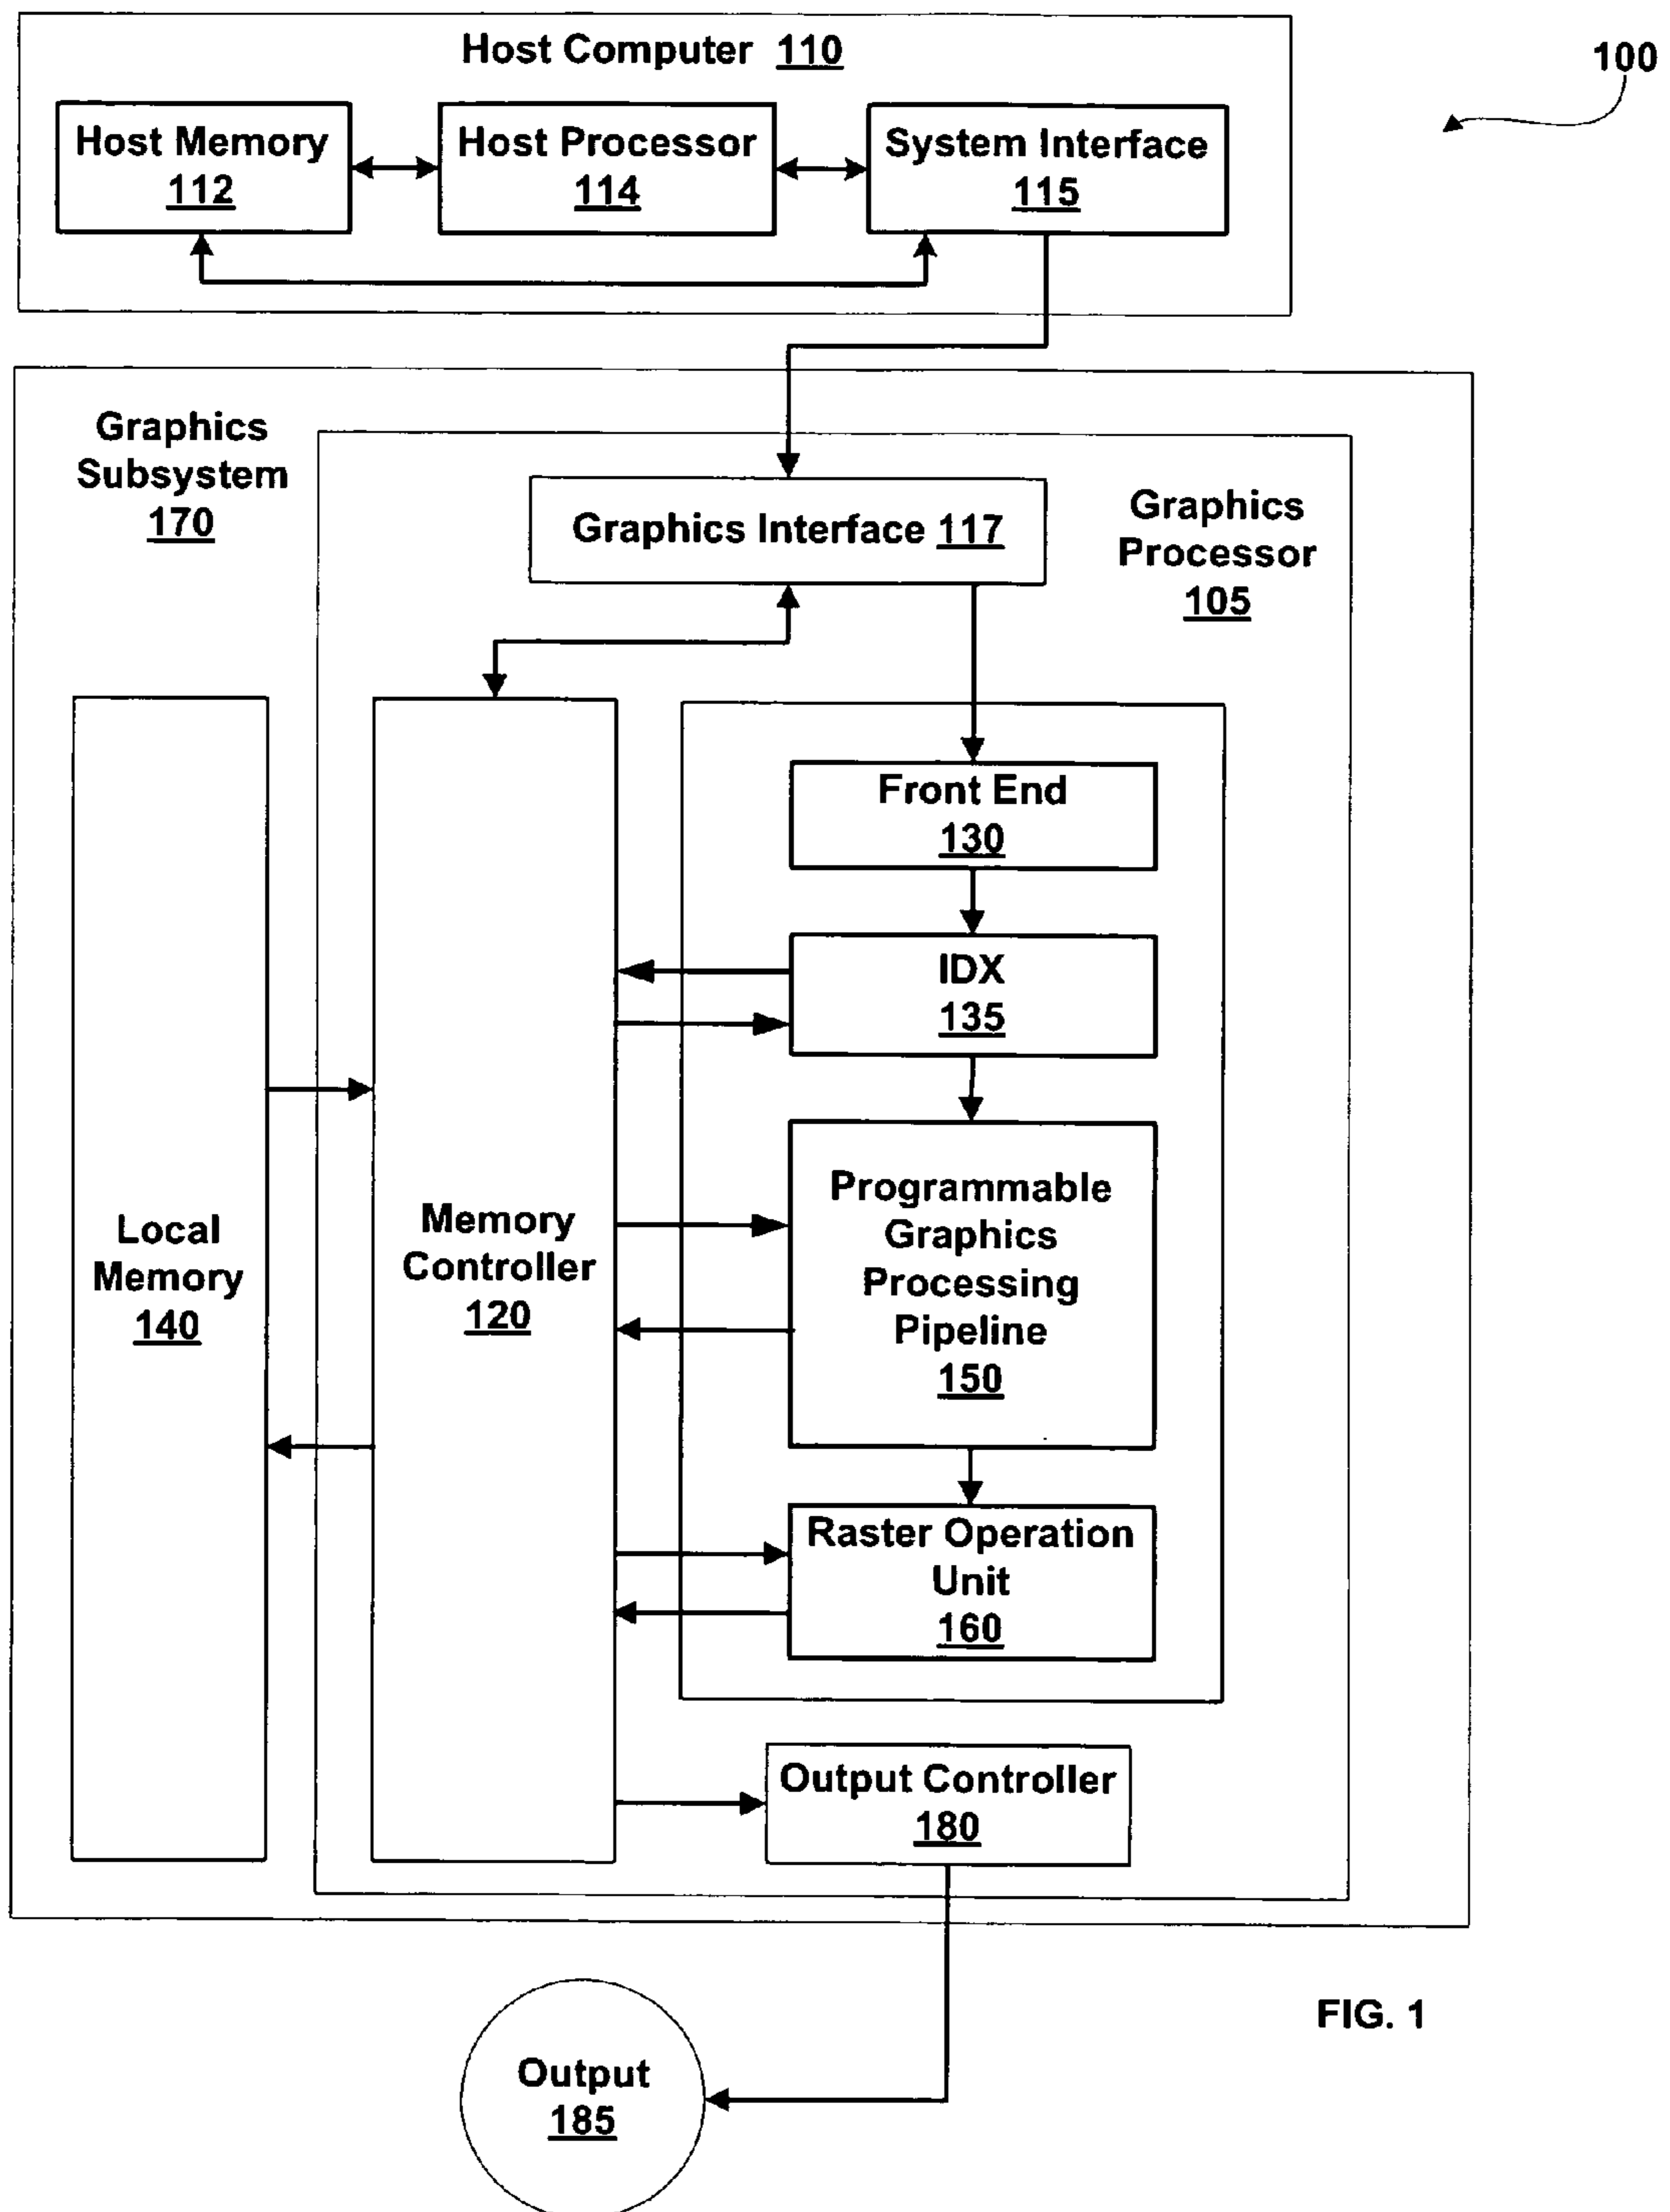 Host Computer 110
100
Host Memory
112
Host Processor
114
System Interface
115
Graphics
Subsystem
170
Graphics Interface 117
Graphics
Processor
105
Front End
130
IDX
135
Programmable
Graphics
Processing
Pipeline
150
Local
Memory
140
Memory
Controller
120
Raster Operation
Unit
160
Output Controller
180
FIG. 1
Output
185